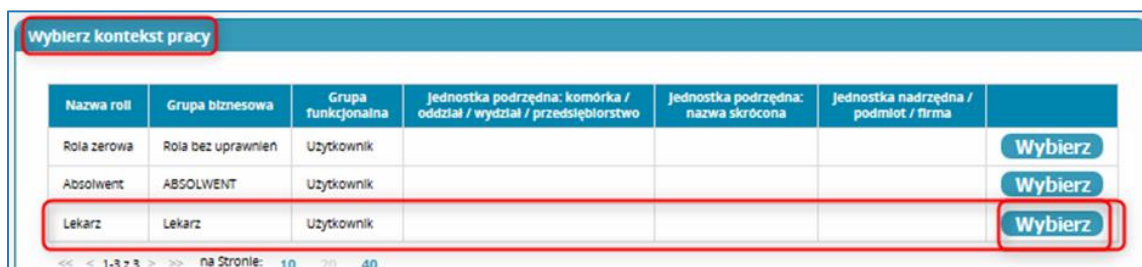 Wybierz kontekst pracy
Nazwa roli Grupa biznesowa Grupa funkcjonalna Jednostka podrzędna: komórka / oddział / wydział / przedsiębiorstwo Jednostka podrzędna: nazwa skrócona Jednostka nadrzędna / podmiot / firma
Rola zerowa Rola bez uprawnień Użytkownik Wybierz
Absolwent ABSOLWENT Użytkownik Wybierz
Lekarz Lekarz Użytkownik Wybierz
<< < 1-3 z 3 > >> na Stronie: 10 20 40